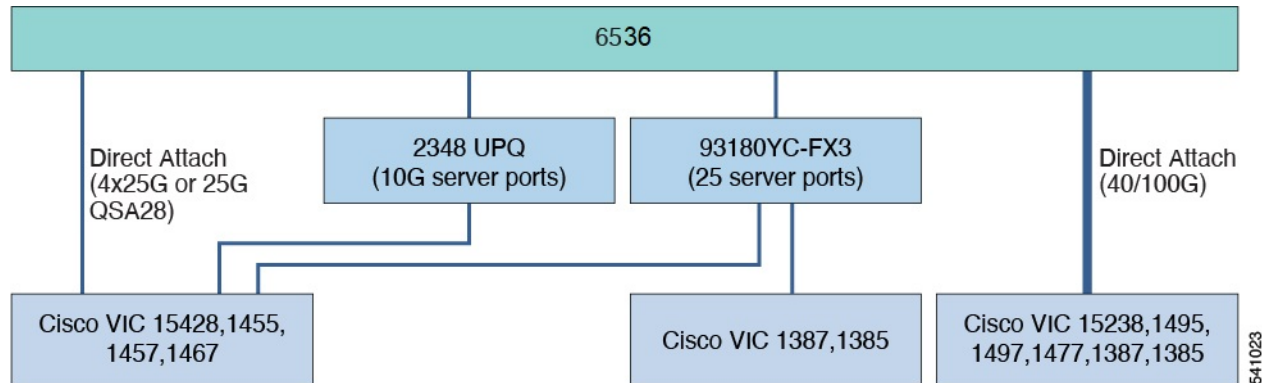 6536
Direct Attach
(4x25G or 25G
QSA28)
2348 UPQ
(10G server ports)
93180YC-FX3
(25 server ports)
Direct Attach
(40/100G)
Cisco VIC 15428,1455,
1457,1467
Cisco VIC 1387,1385
Cisco VIC 15238,1495,
1497,1477,1387,1385
541023